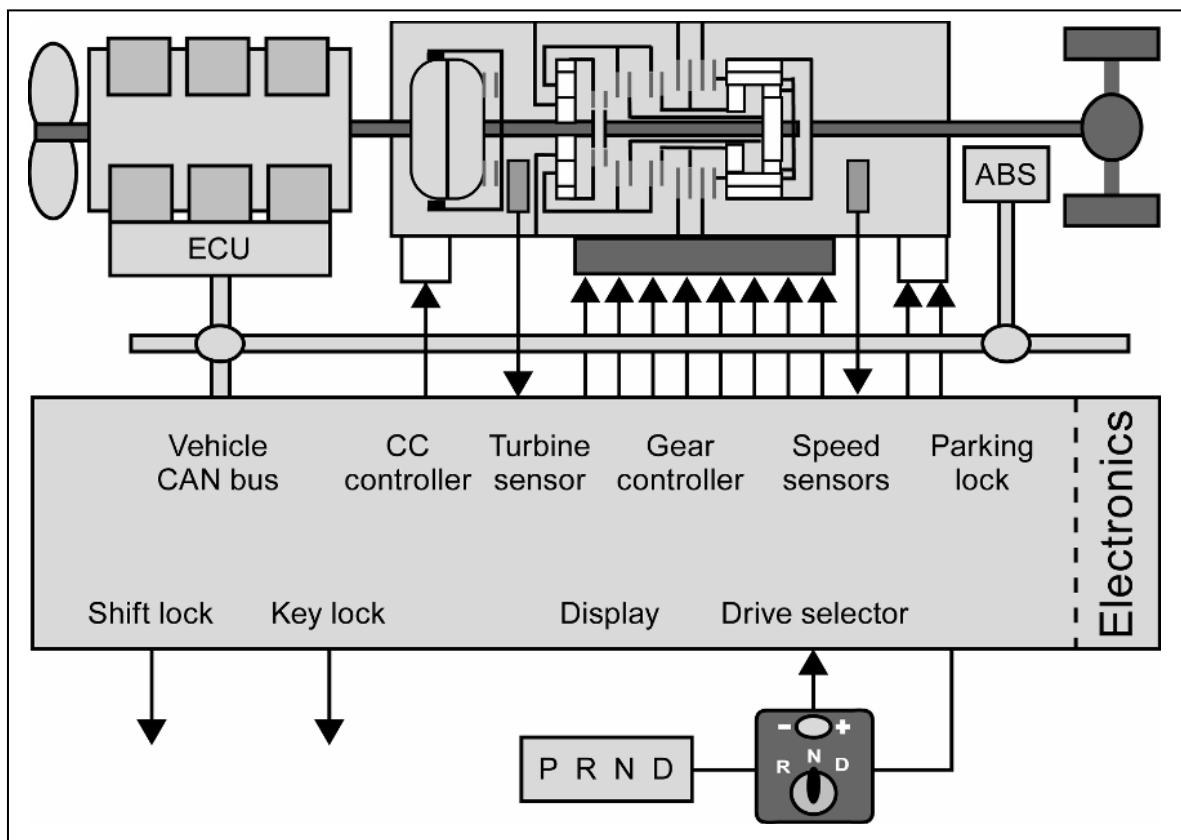 ABS
ECU
Vehicle
CAN bus
CC
controller
Turbine
sensor
Gear
controller
Speed
sensors
Parking
lock
Electronics
Shift lock
Key lock
Display
Drive selector
- +
P R N D
R N D